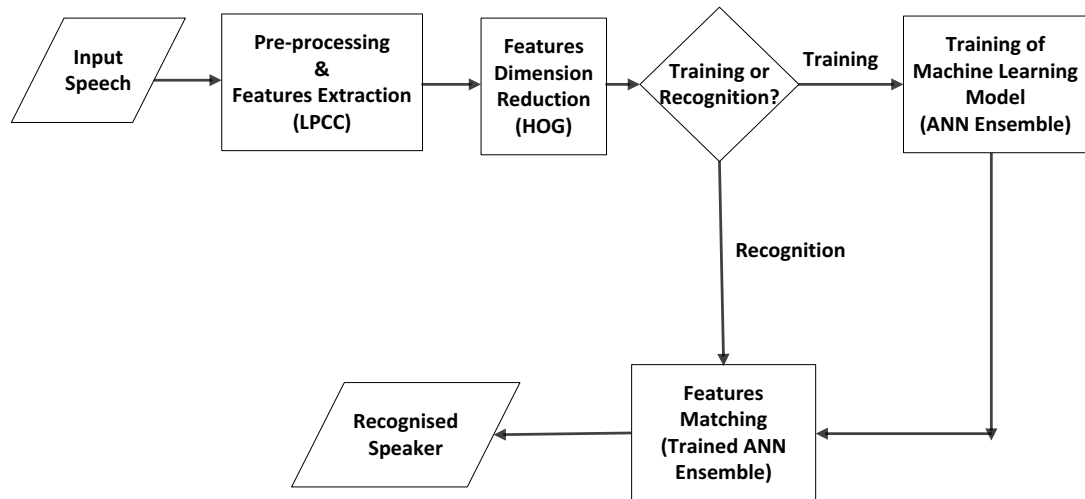 Input
Speech
Pre-processing
&
Features Extraction
(LPCC)
Features
Dimension
Reduction
(HOG)
Training or
Recognition?
Training
Training of
Machine Learning
Model
(ANN Ensemble)
Recognition
Features
Matching
(Trained ANN
Ensemble)
Recognised
Speaker